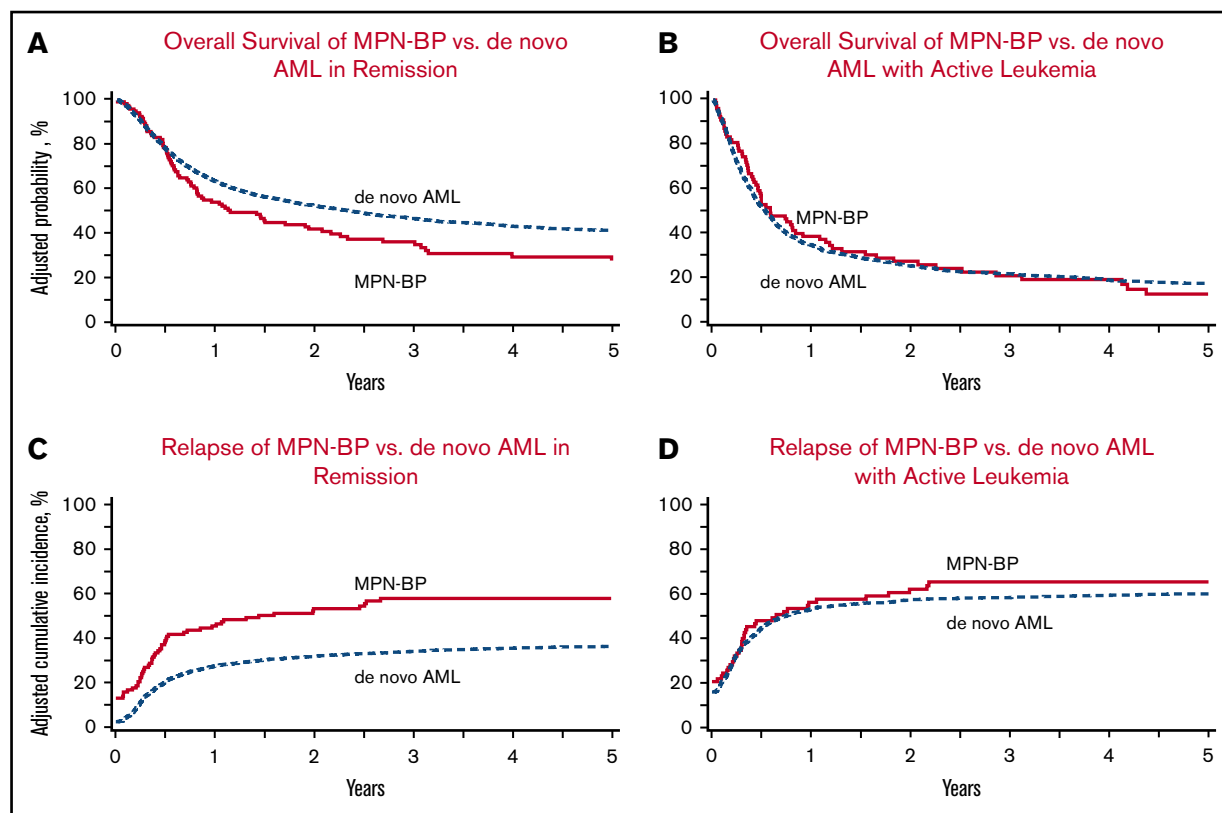 A
Overall Survival of MPN-BP vs. de novo
AML in Remission
Adjusted probability , %
100
80
60
40
20
0
de novo AML
MPN-BP
0 1 2 3 4 5
Years
B
Overall Survival of MPN-BP vs. de novo
AML with Active Leukemia
100
80
60
40
20
0
MPN-BP
de novo AML
0 1 2 3 4 5
Years
C
Relapse of MPN-BP vs. de novo AML in
Remission
Adjusted cumulative incidence, %
100
80
60
40
20
0
MPN-BP
de novo AML
0 1 2 3 4 5
Years
D
Relapse of MPN-BP vs. de novo AML
with Active Leukemia
100
80
60
40
20
0
MPN-BP
de novo AML
0 1 2 3 4 5
Years